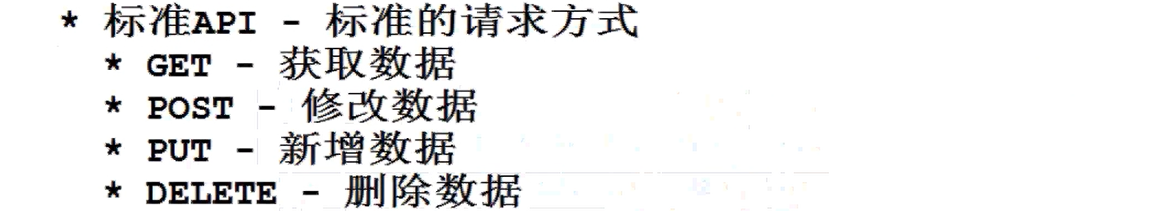 * 标准API - 标准的请求方式
* GET - 获取数据
* POST - 修改数据
* PUT - 新增数据
* DELETE - 删除数据